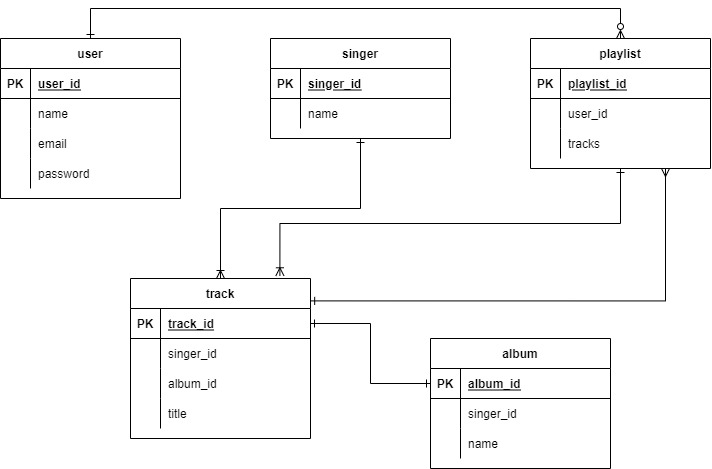 user
PK user_id
name
email
password
singer
PK singer_id
name
playlist
PK playlist_id
user_id
tracks
track
PK track_id
singer_id
album_id
title
album
PK album_id
singer_id
name